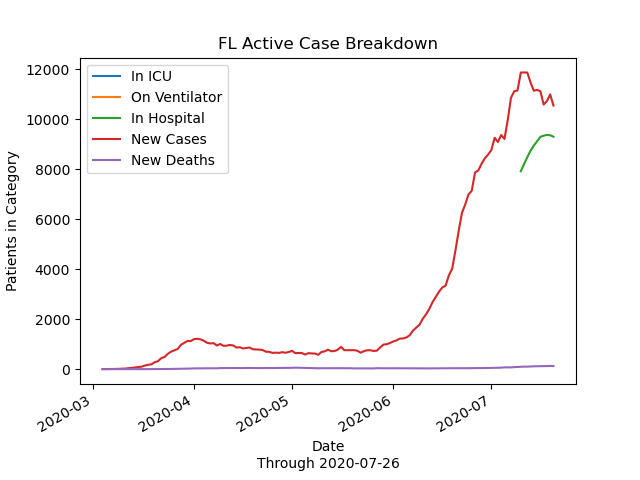 FL Active Case Breakdown
In ICU
On Ventilator
In Hospital
New Cases
New Deaths
Patients in Category
12000
10000
8000
6000
4000
2000
0
2020-03
2020-04
2020-05
2020-06
2020-07
Date
Through 2020-07-26